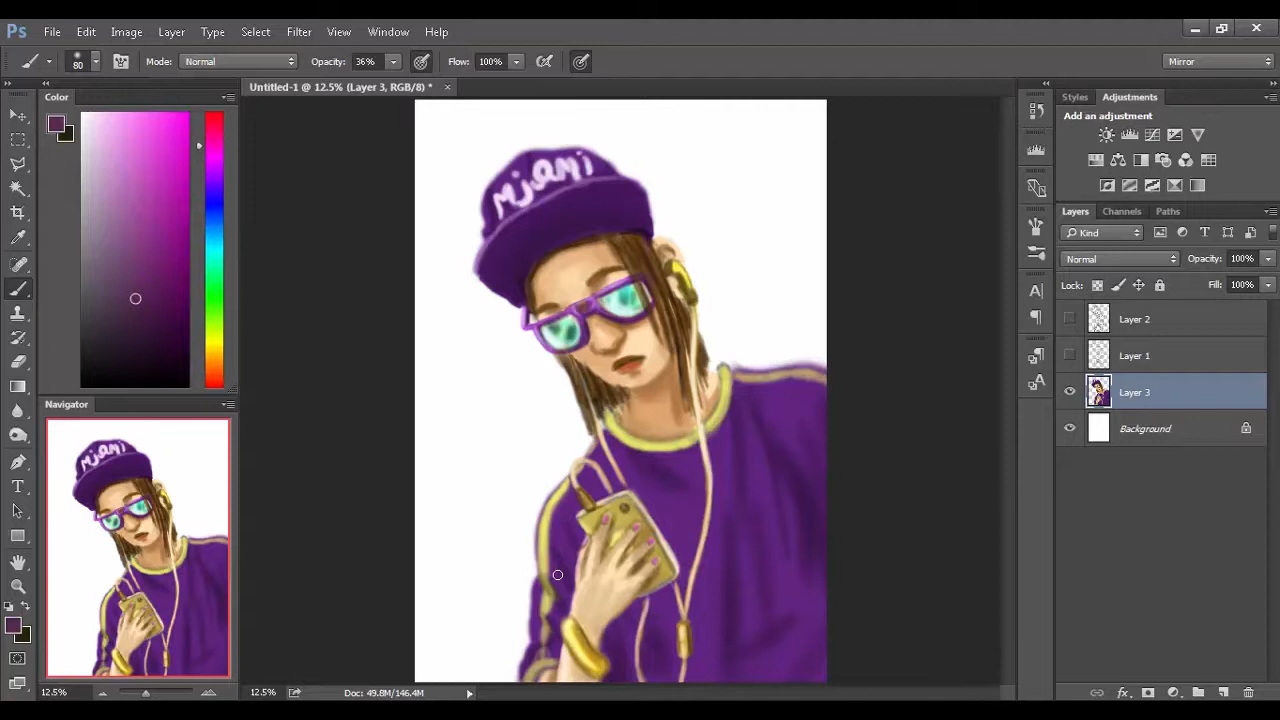 Ps File Edit Image Layer Type Select Filter View Window Help
80 Mode: Normal Opacity: 36% Flow: 100% Mirror
Color
Untitled-1 @ 12.5% (Layer 3, RGB/8) * ×
Styles Adjustments
Add an adjustment
mjami
Layers Channels Paths
Kind
Normal Opacity: 100%
Lock: Fill: 100%
Layer 2
Layer 1
Layer 3
Background
Navigator
mjami
12.5% 12.5% Doc: 49.8M/146.4M